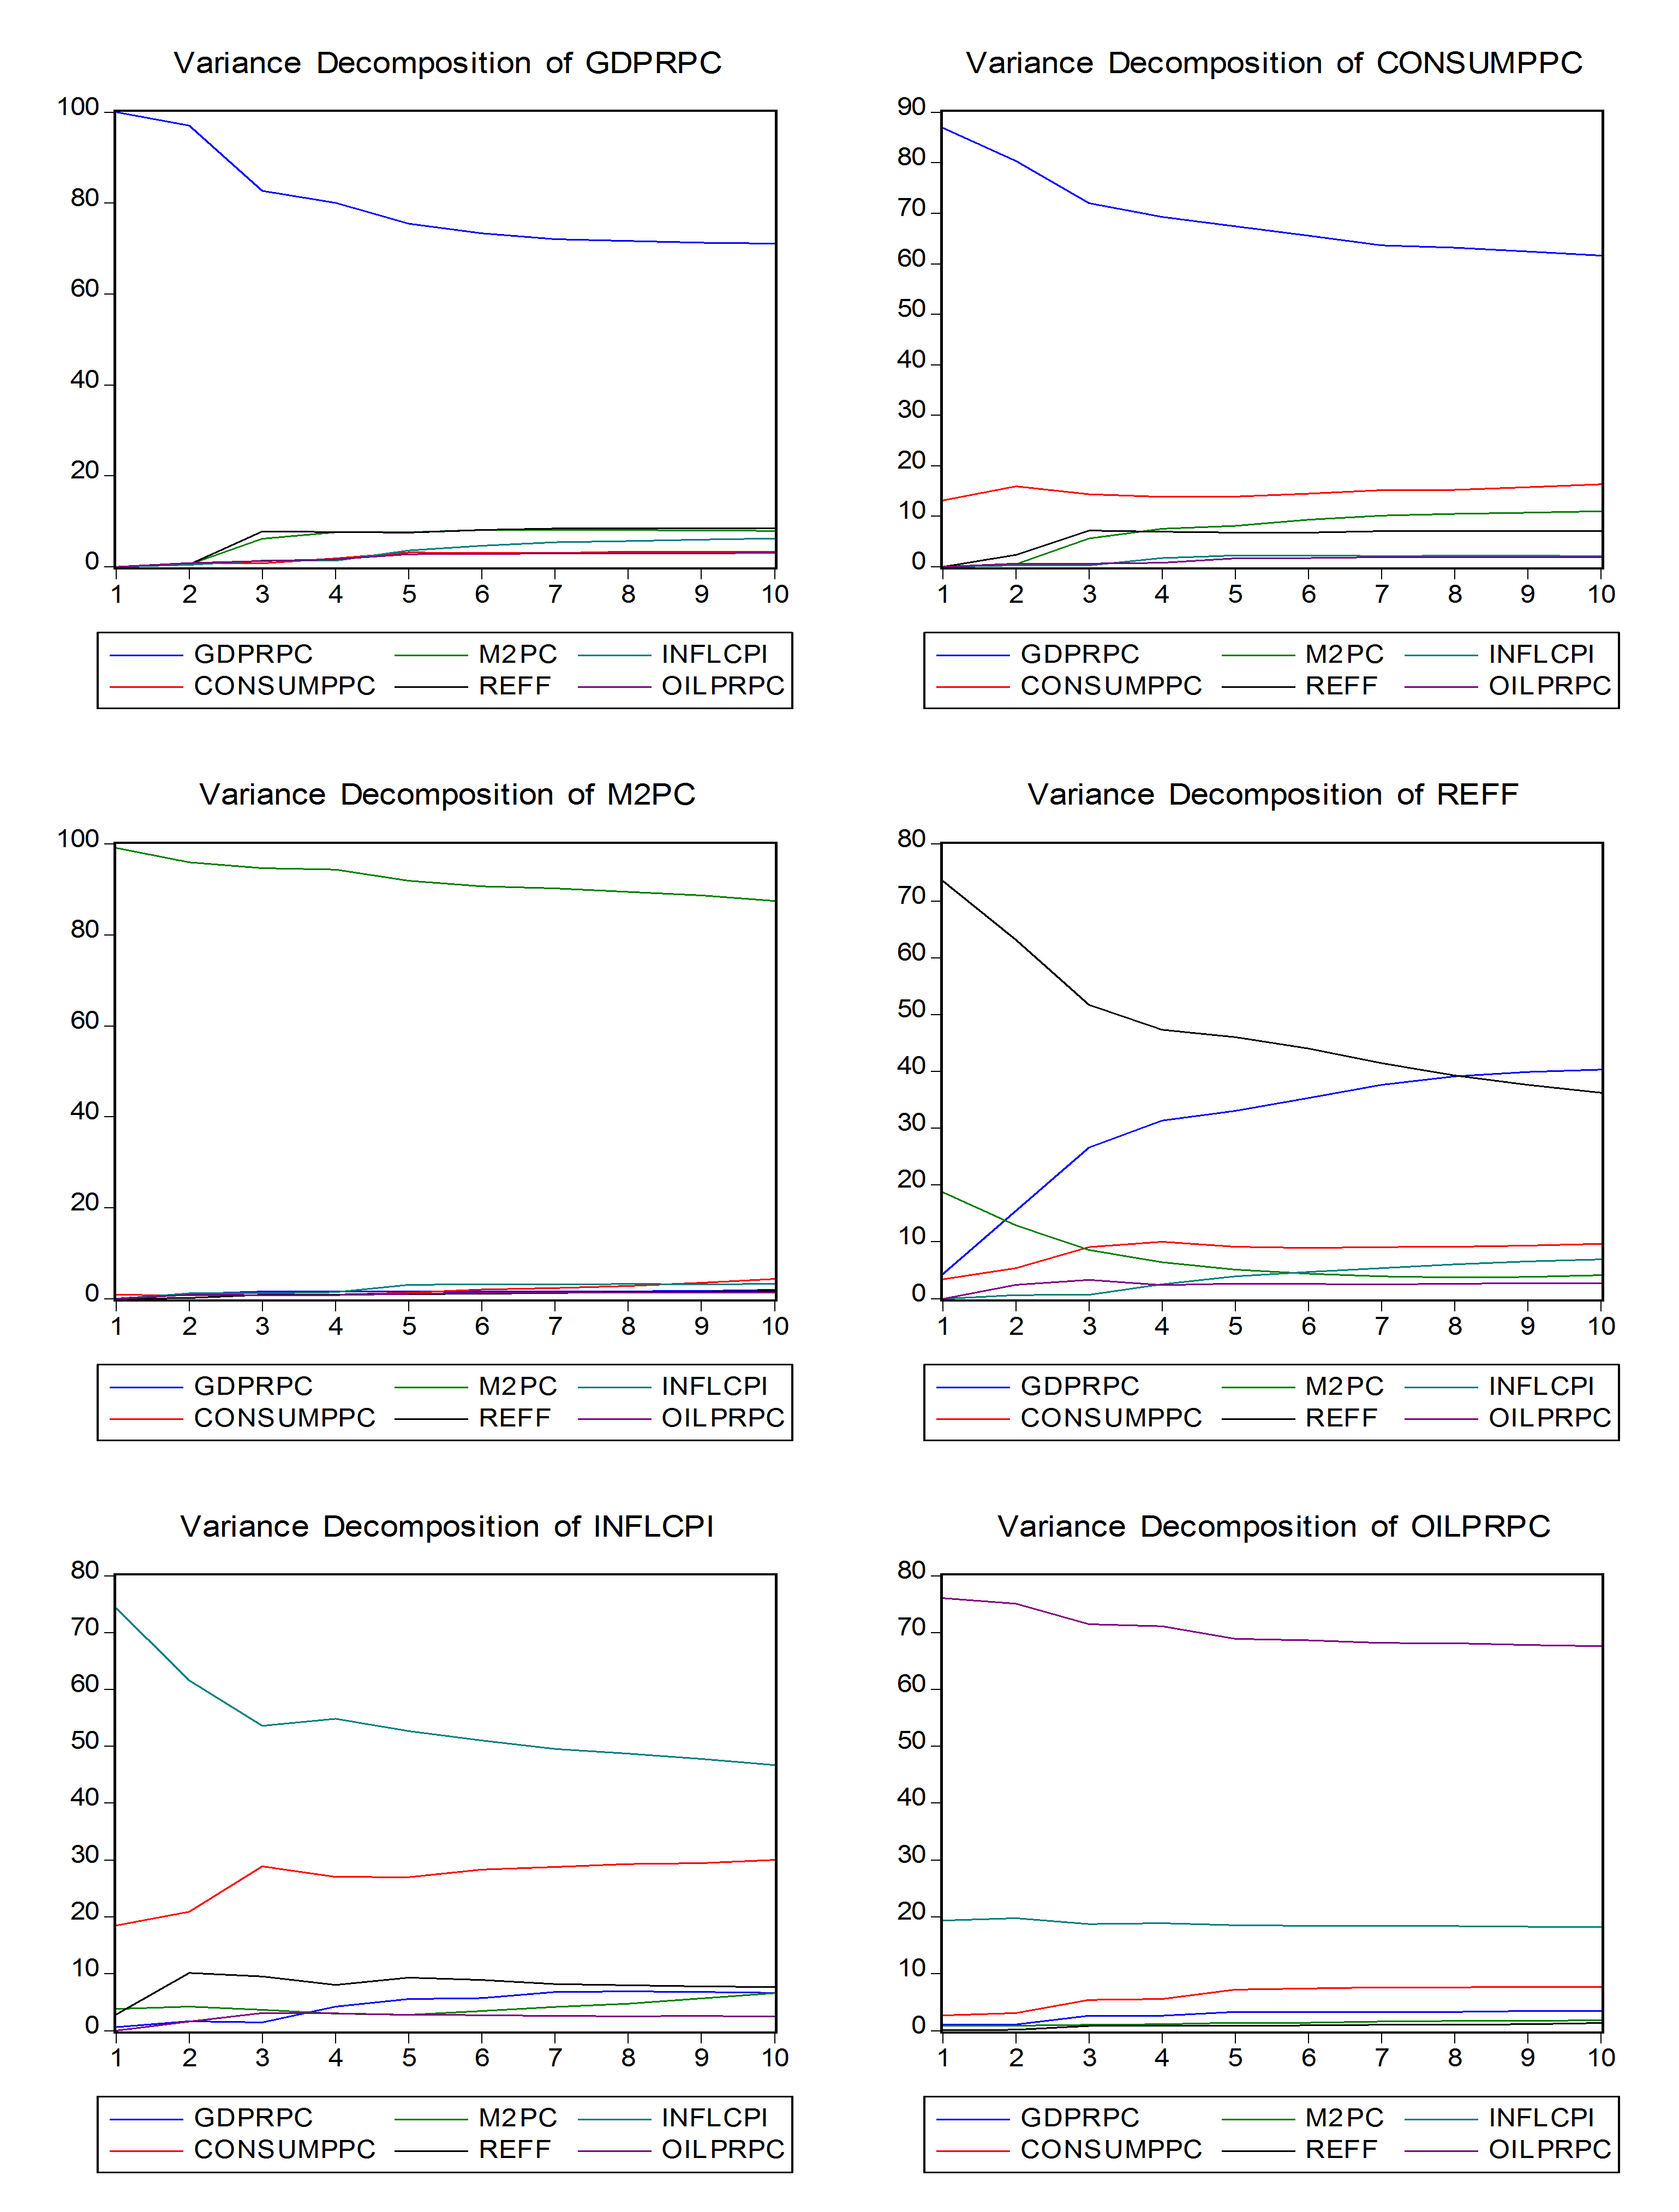 Variance Decomposition of GDPRPC
100
80
60
40
20
0
1 2 3 4 5 6 7 8 9 10
GDPRPC M2PC INFLCPI
CONSUMPPC REFF OILPRPC
Variance Decomposition of CONSUMPPC
90
80
70
60
50
40
30
20
10
0
1 2 3 4 5 6 7 8 9 10
GDPRPC M2PC INFLCPI
CONSUMPPC REFF OILPRPC
Variance Decomposition of M2PC
100
80
60
40
20
0
1 2 3 4 5 6 7 8 9 10
GDPRPC M2PC INFLCPI
CONSUMPPC REFF OILPRPC
Variance Decomposition of REFF
80
70
60
50
40
30
20
10
0
1 2 3 4 5 6 7 8 9 10
GDPRPC M2PC INFLCPI
CONSUMPPC REFF OILPRPC
Variance Decomposition of INFLCPI
80
70
60
50
40
30
20
10
0
1 2 3 4 5 6 7 8 9 10
GDPRPC M2PC INFLCPI
CONSUMPPC REFF OILPRPC
Variance Decomposition of OILPRPC
80
70
60
50
40
30
20
10
0
1 2 3 4 5 6 7 8 9 10
GDPRPC M2PC INFLCPI
CONSUMPPC REFF OILPRPC